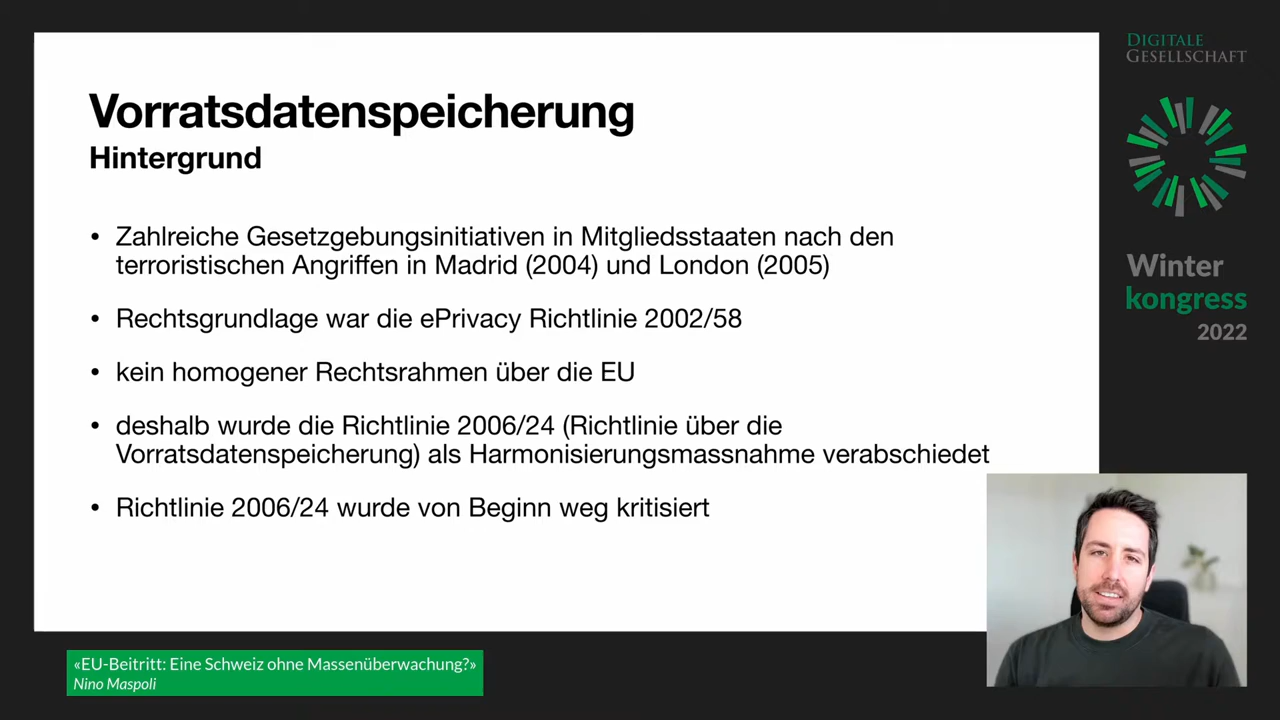 Vorratsdatenspeicherung
Hintergrund
• Zahlreiche Gesetzgebungsinitiativen in Mitgliedsstaaten nach den
terroristischen Angriffen in Madrid (2004) und London (2005)
• Rechtsgrundlage war die ePrivacy Richtlinie 2002/58
• kein homogener Rechtsrahmen über die EU
• deshalb wurde die Richtlinie 2006/24 (Richtlinie über die
Vorratsdatenspeicherung) als Harmonisierungsmassnahme verabschiedet
• Richtlinie 2006/24 wurde von Beginn weg kritisiert
DIGITALE
GESELLSCHAFT
Winter
kongress
2022
«EU-Beitritt: Eine Schweiz ohne Massenüberwachung?»
Nino Maspoli